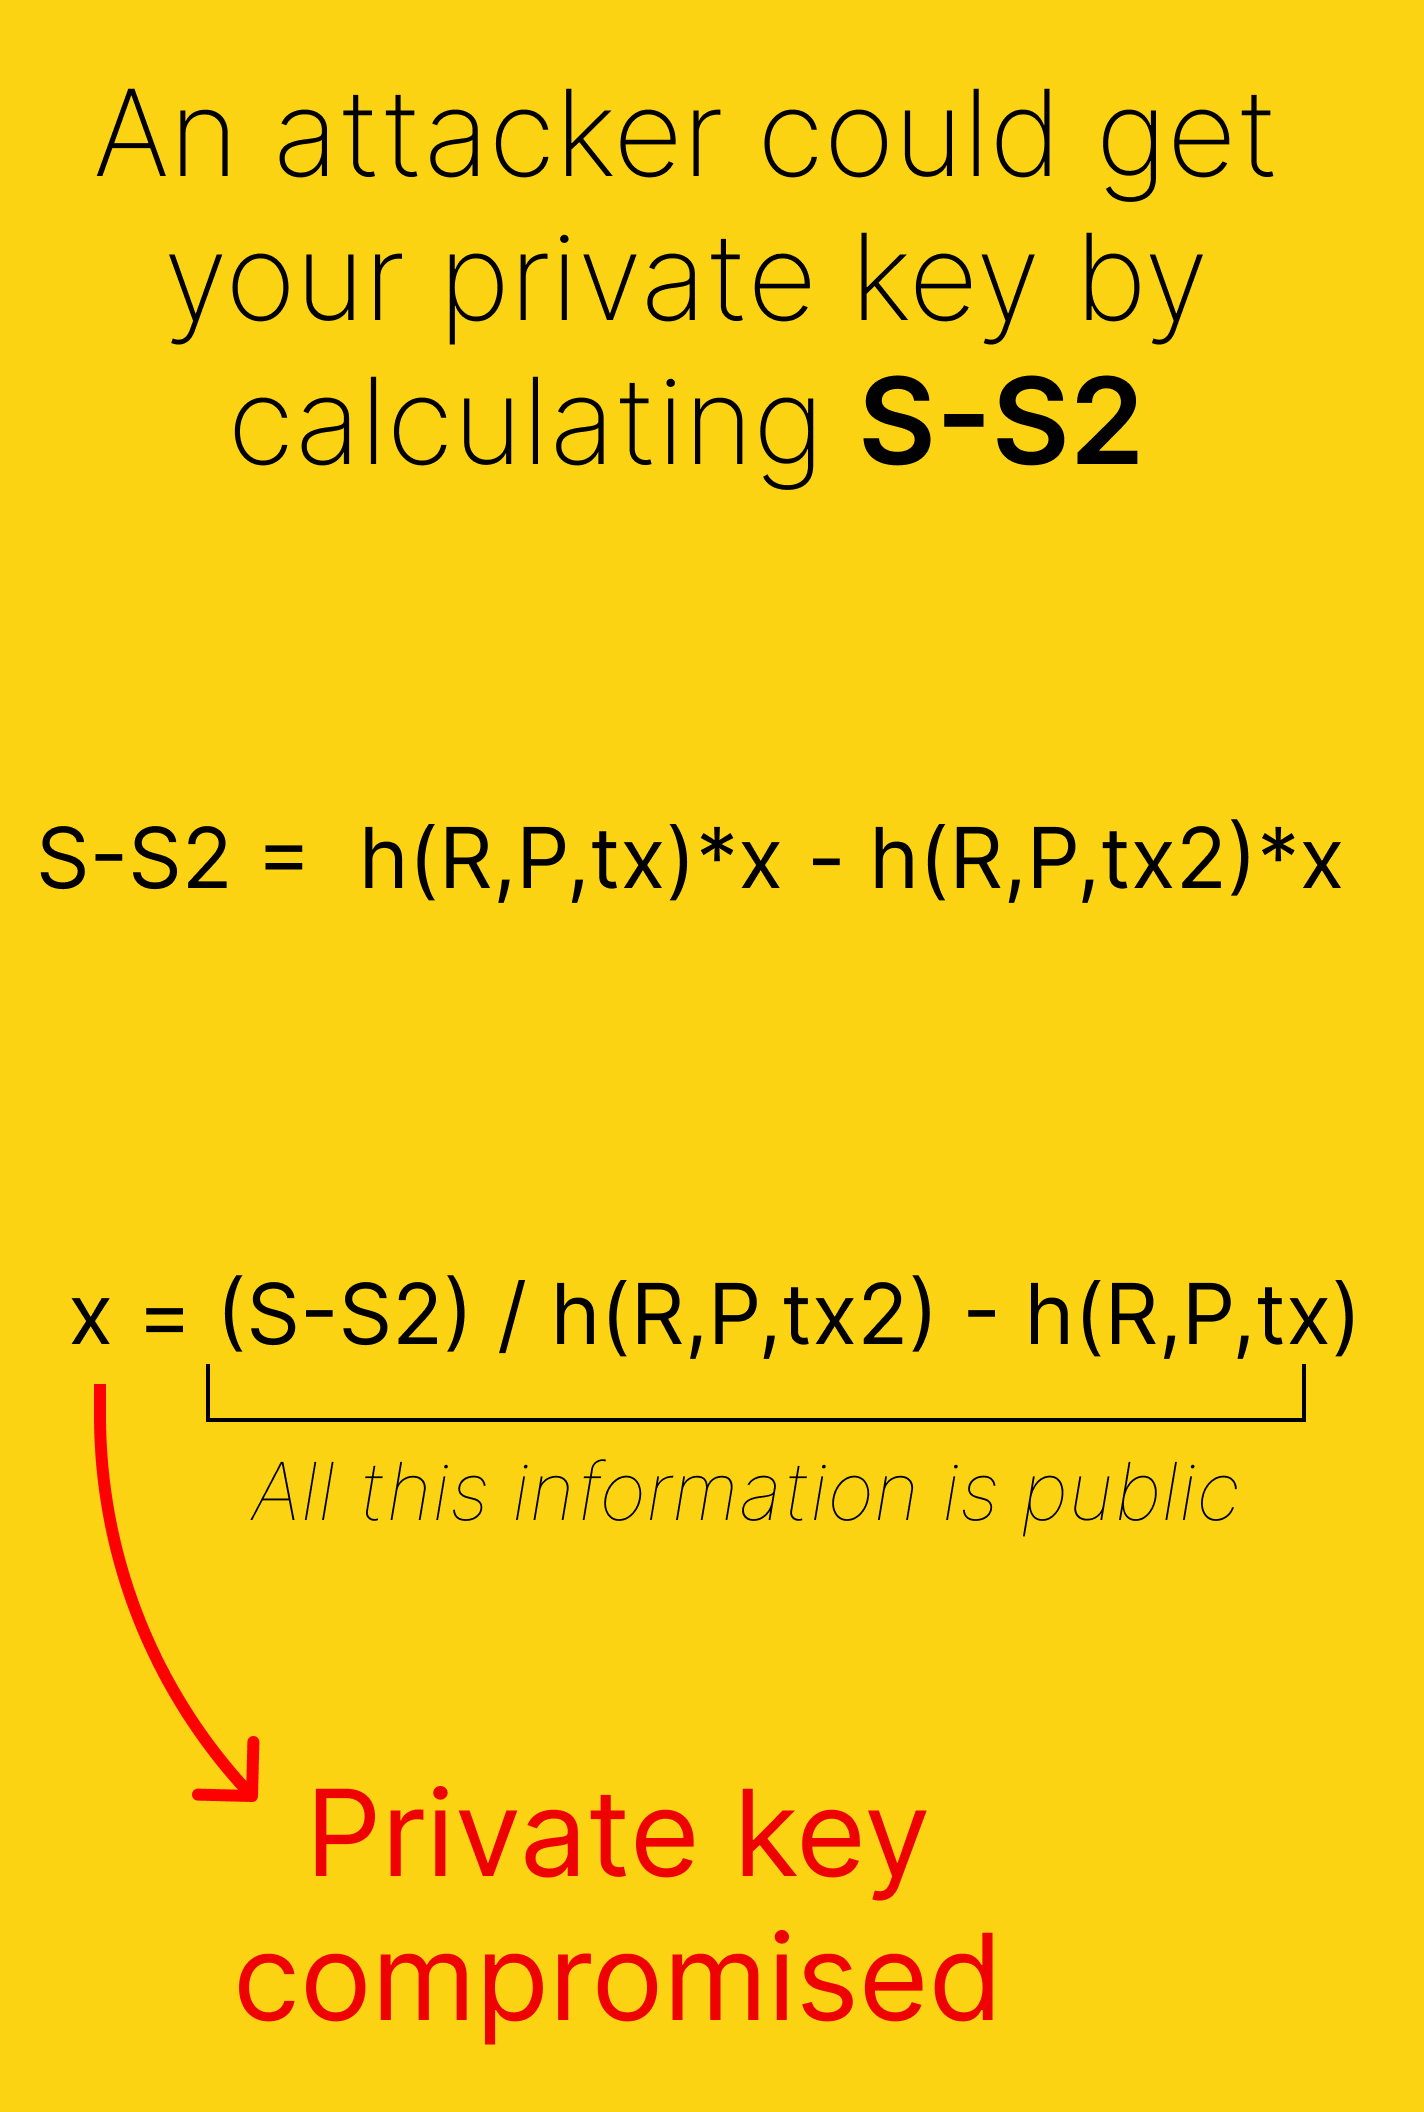 An attacker could get
your private key by
calculating S-S2
S-S2 = h(R,P,tx)*x - h(R,P,tx2)*x
x = (S-S2) / h(R,P,tx2) - h(R,P,tx)
All this information is public
Private key
compromised